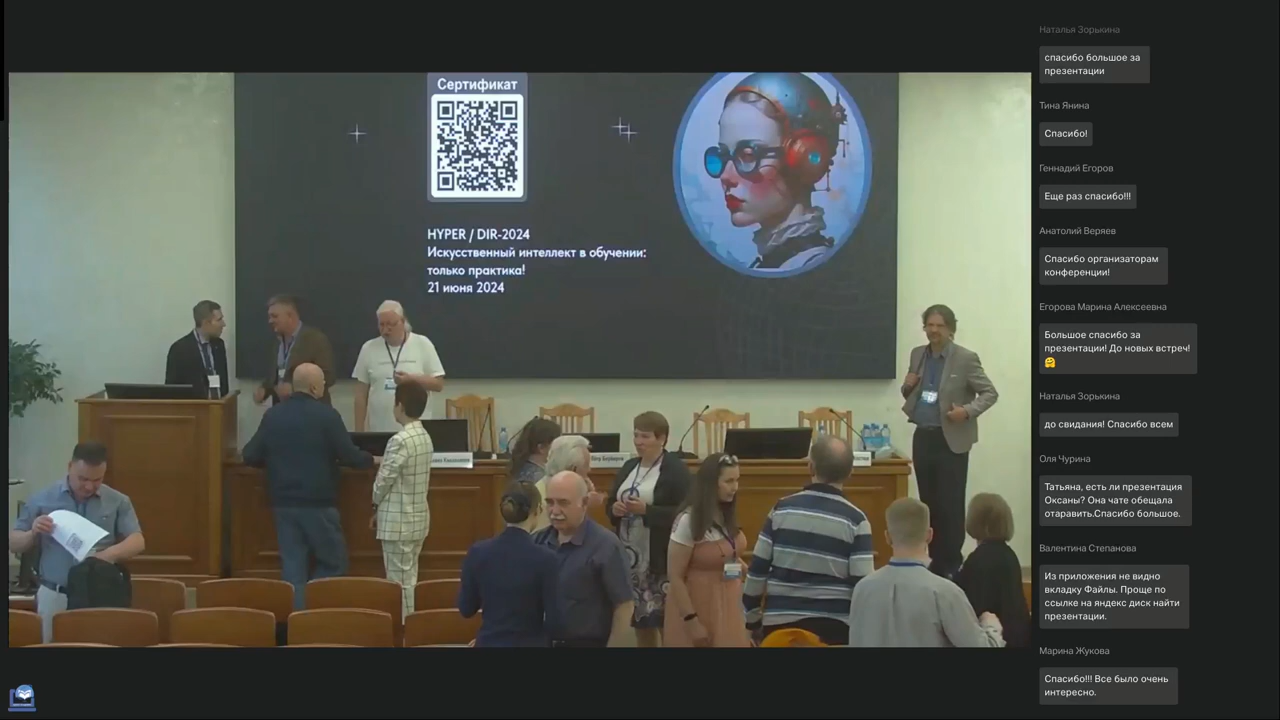 Сертификат
HYPER / DIR-2024
Искусственный интеллект в обучении:
только практика!
21 июня 2024
Наталья Зорькина
спасибо большое за
презентации
Тина Янина
Спасибо!
Геннадий Егоров
Еще раз спасибо!!!
Анатолий Веряев
Спасибо организаторам
конференции!
Егорова Марина Алексеевна
Большое спасибо за
презентации! До новых встреч!
🤗
Наталья Зорькина
до свидания! Спасибо всем
Оля Чурина
Татьяна, есть ли презентация
Оксаны? Она чате обещала
отаравить.Спасибо большое.
Валентина Степанова
Из приложения не видно
вкладку Файлы. Проще по
ссылке на яндекс диск найти
презентации.
Марина Жукова
Спасибо!!! Все было очень
интересно.